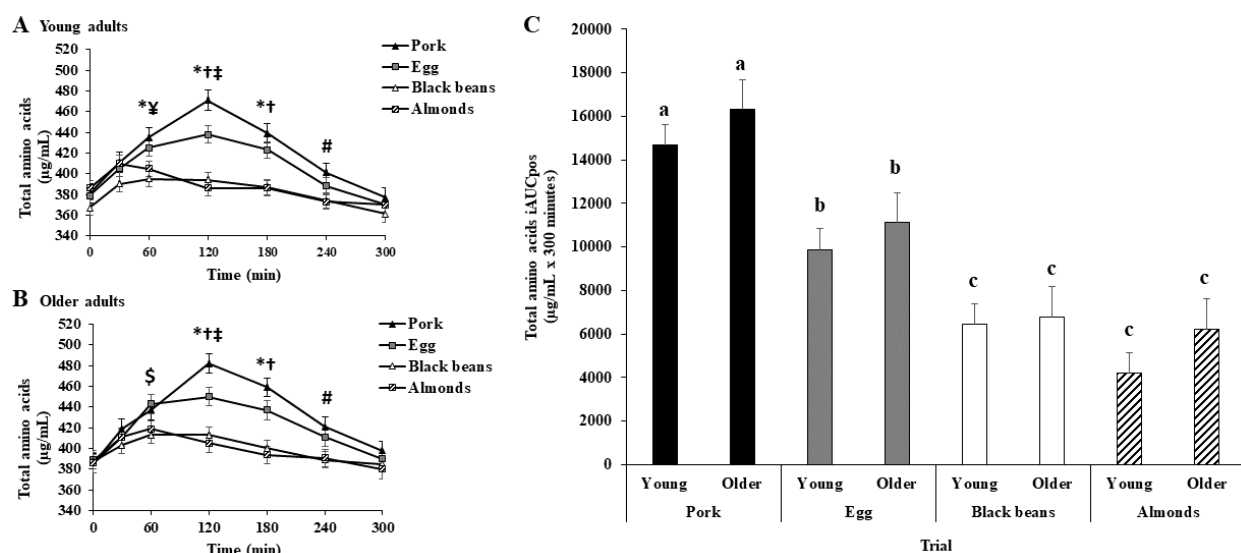 A Young adults
Total amino acids
(µg/mL)
520
500
480
460
440
420
400
380
360
340
*¥
*†‡
*†
#
Pork
Egg
Black beans
Almonds
0 60 120 180 240 300
Time (min)
B Older adults
Total amino acids
(µg/mL)
520
500
480
460
440
420
400
380
360
340
$
*†‡
*†
#
Pork
Egg
Black beans
Almonds
0 60 120 180 240 300
Time (min)
C
Total amino acids iAUCpos
(µg/mL x 300 minutes)
20000
18000
16000
14000
12000
10000
8000
6000
4000
2000
0
a a b b c c c c
Young Older Young Older Young Older Young Older
Pork Egg Black beans Almonds
Trial